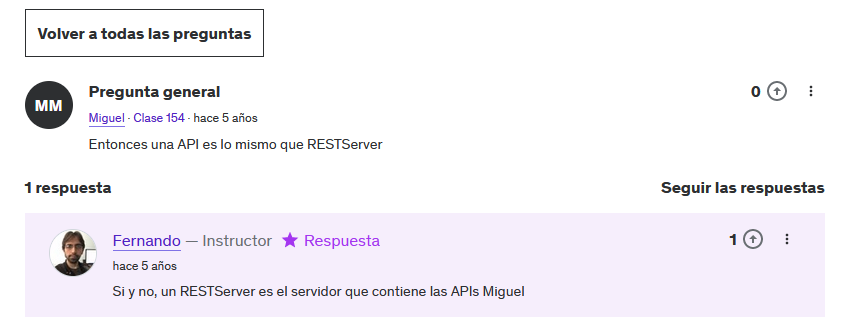 Volver a todas las preguntas
MM
Pregunta general
0
Miguel · Clase 154 · hace 5 años
Entonces una API es lo mismo que RESTServer
1 respuesta
Seguir las respuestas
Fernando — Instructor ★ Respuesta
1
hace 5 años
Si y no, un RESTServer es el servidor que contiene las APIs Miguel